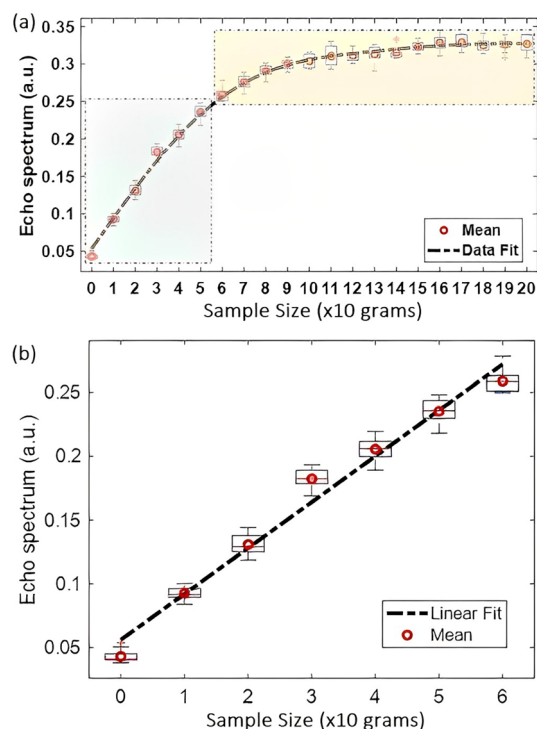 (a)
0.35
0.3
0.25
0.2
0.15
0.1
0.05
Echo spectrum (a.u.)
Mean
Data Fit
0 1 2 3 4 5 6 7 8 9 10 11 12 13 14 15 16 17 18 19 20
Sample Size (x10 grams)
(b)
0.25
0.2
0.15
0.1
0.05
Echo spectrum (a.u.)
Linear Fit
Mean
0 1 2 3 4 5 6
Sample Size (x10 grams)